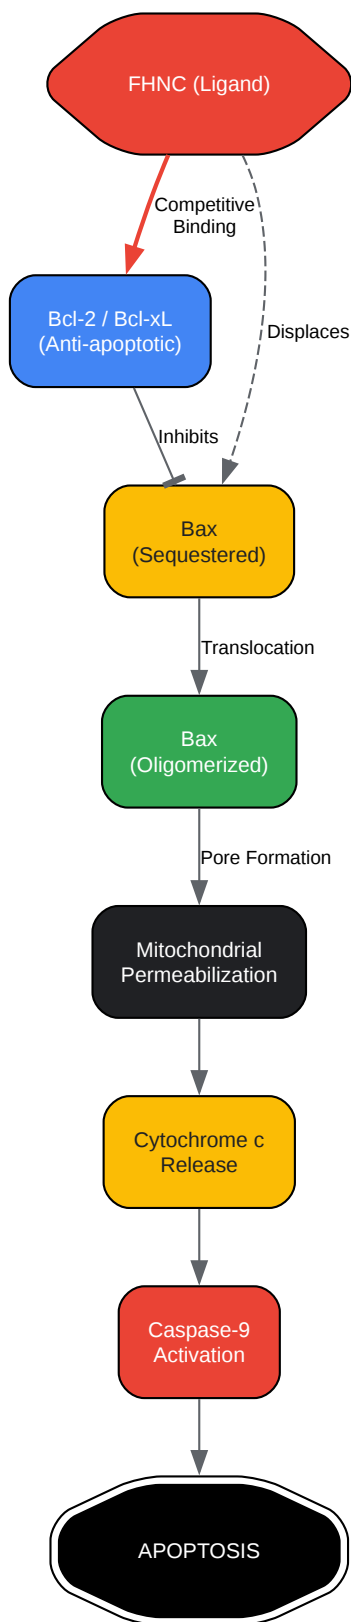 FHNC (Ligand)
Competitive
Binding
Bcl-2 / Bcl-xL
(Anti-apoptotic)
Displaces
Inhibits
Bax
(Sequestered)
Translocation
Bax
(Oligomerized)
Pore Formation
Mitochondrial
Permeabilization
Cytochrome c
Release
Caspase-9
Activation
APOPTOSIS